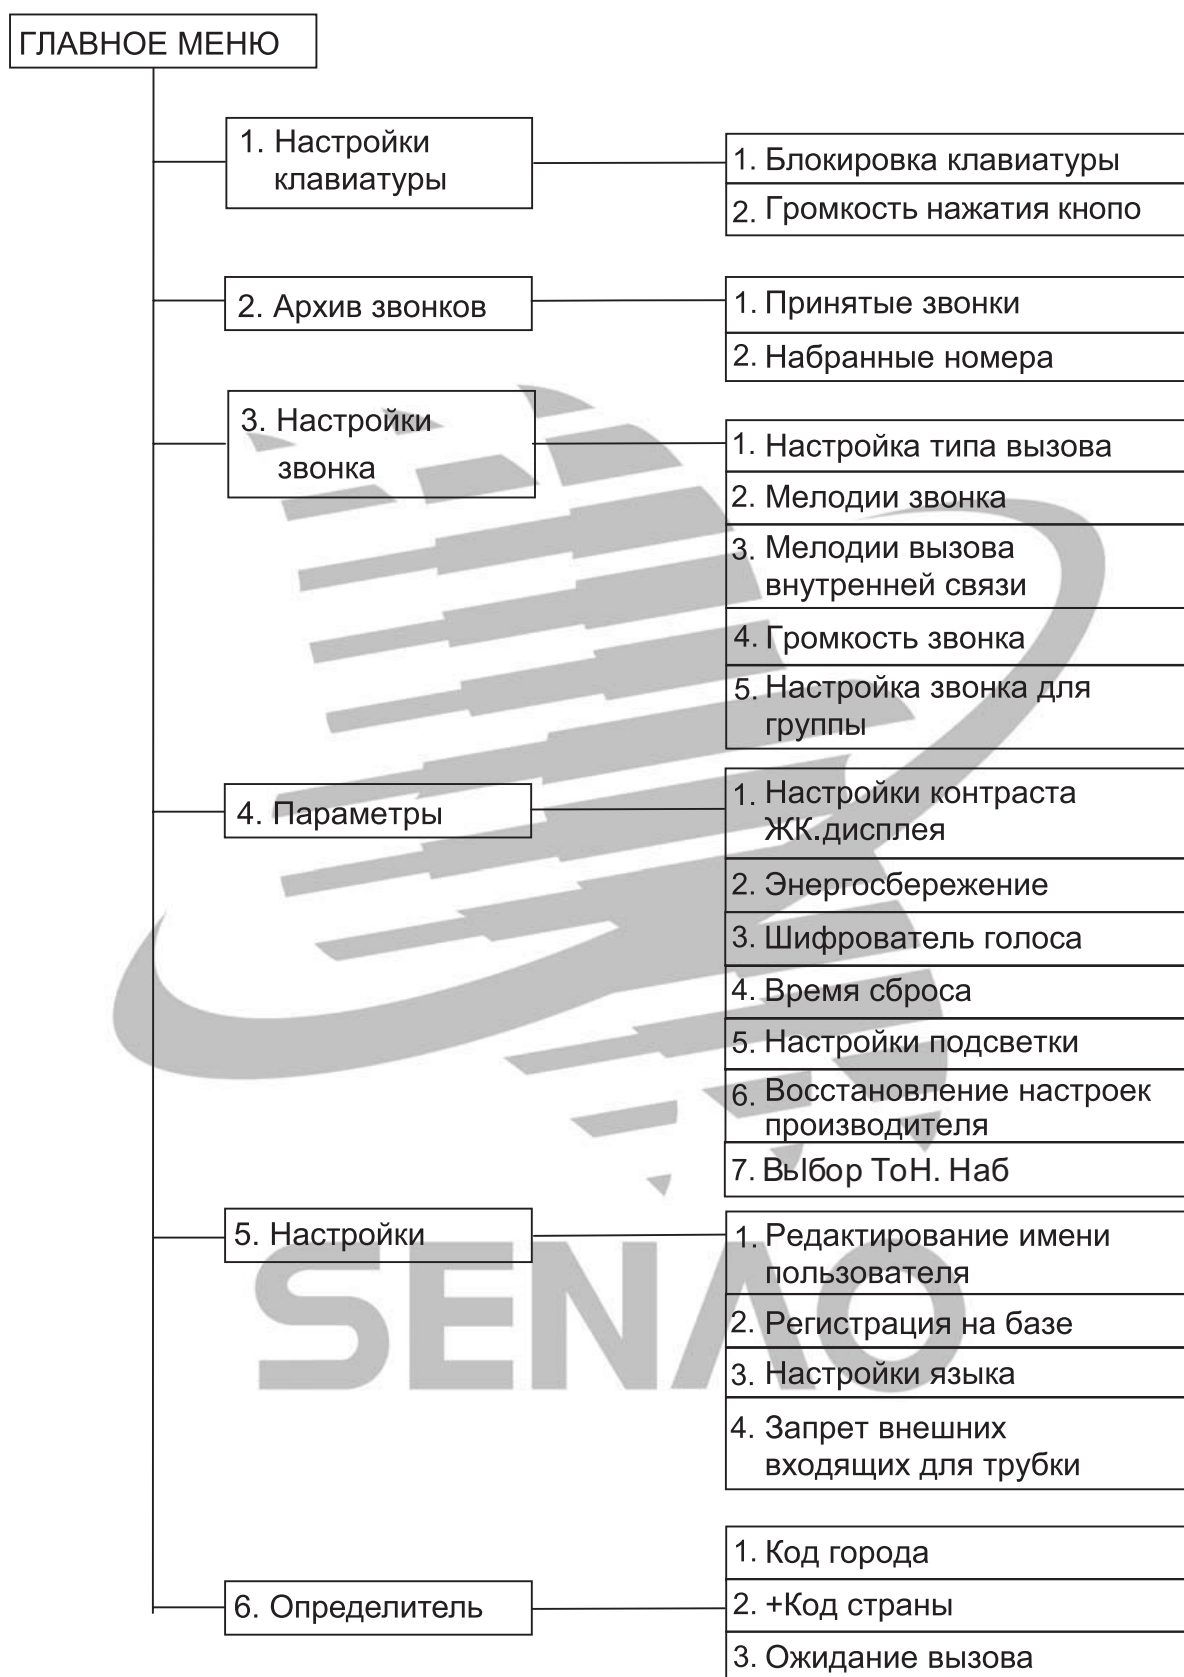 ГЛАВНОЕ МЕНЮ
1. Настройки
клавиатуры
1. Блокировка клавиатуры
2. Громкость нажатия кнопо
2. Архив звонков
1. Принятые звонки
2. Набранные номера
3. Настройки
звонка
1. Настройка типа вызова
2. Мелодии звонка
3. Мелодии вызова
внутренней связи
4. Громкость звонка
5. Настройка звонка для
группы
4. Параметры
1. Настройки контраста
ЖК.дисплея
2. Энергосбережение
3. Шифрователь голоса
4. Время сброса
5. Настройки подсветки
6. Восстановление настроек
производителя
7. Выбор ТоН. Наб
5. Настройки
1. Редактирование имени
пользователя
2. Регистрация на базе
3. Настройки языка
4. Запрет внешних
входящих для трубки
SENAO
6. Определитель
1. Код города
2. +Код страны
3. Ожидание вызова